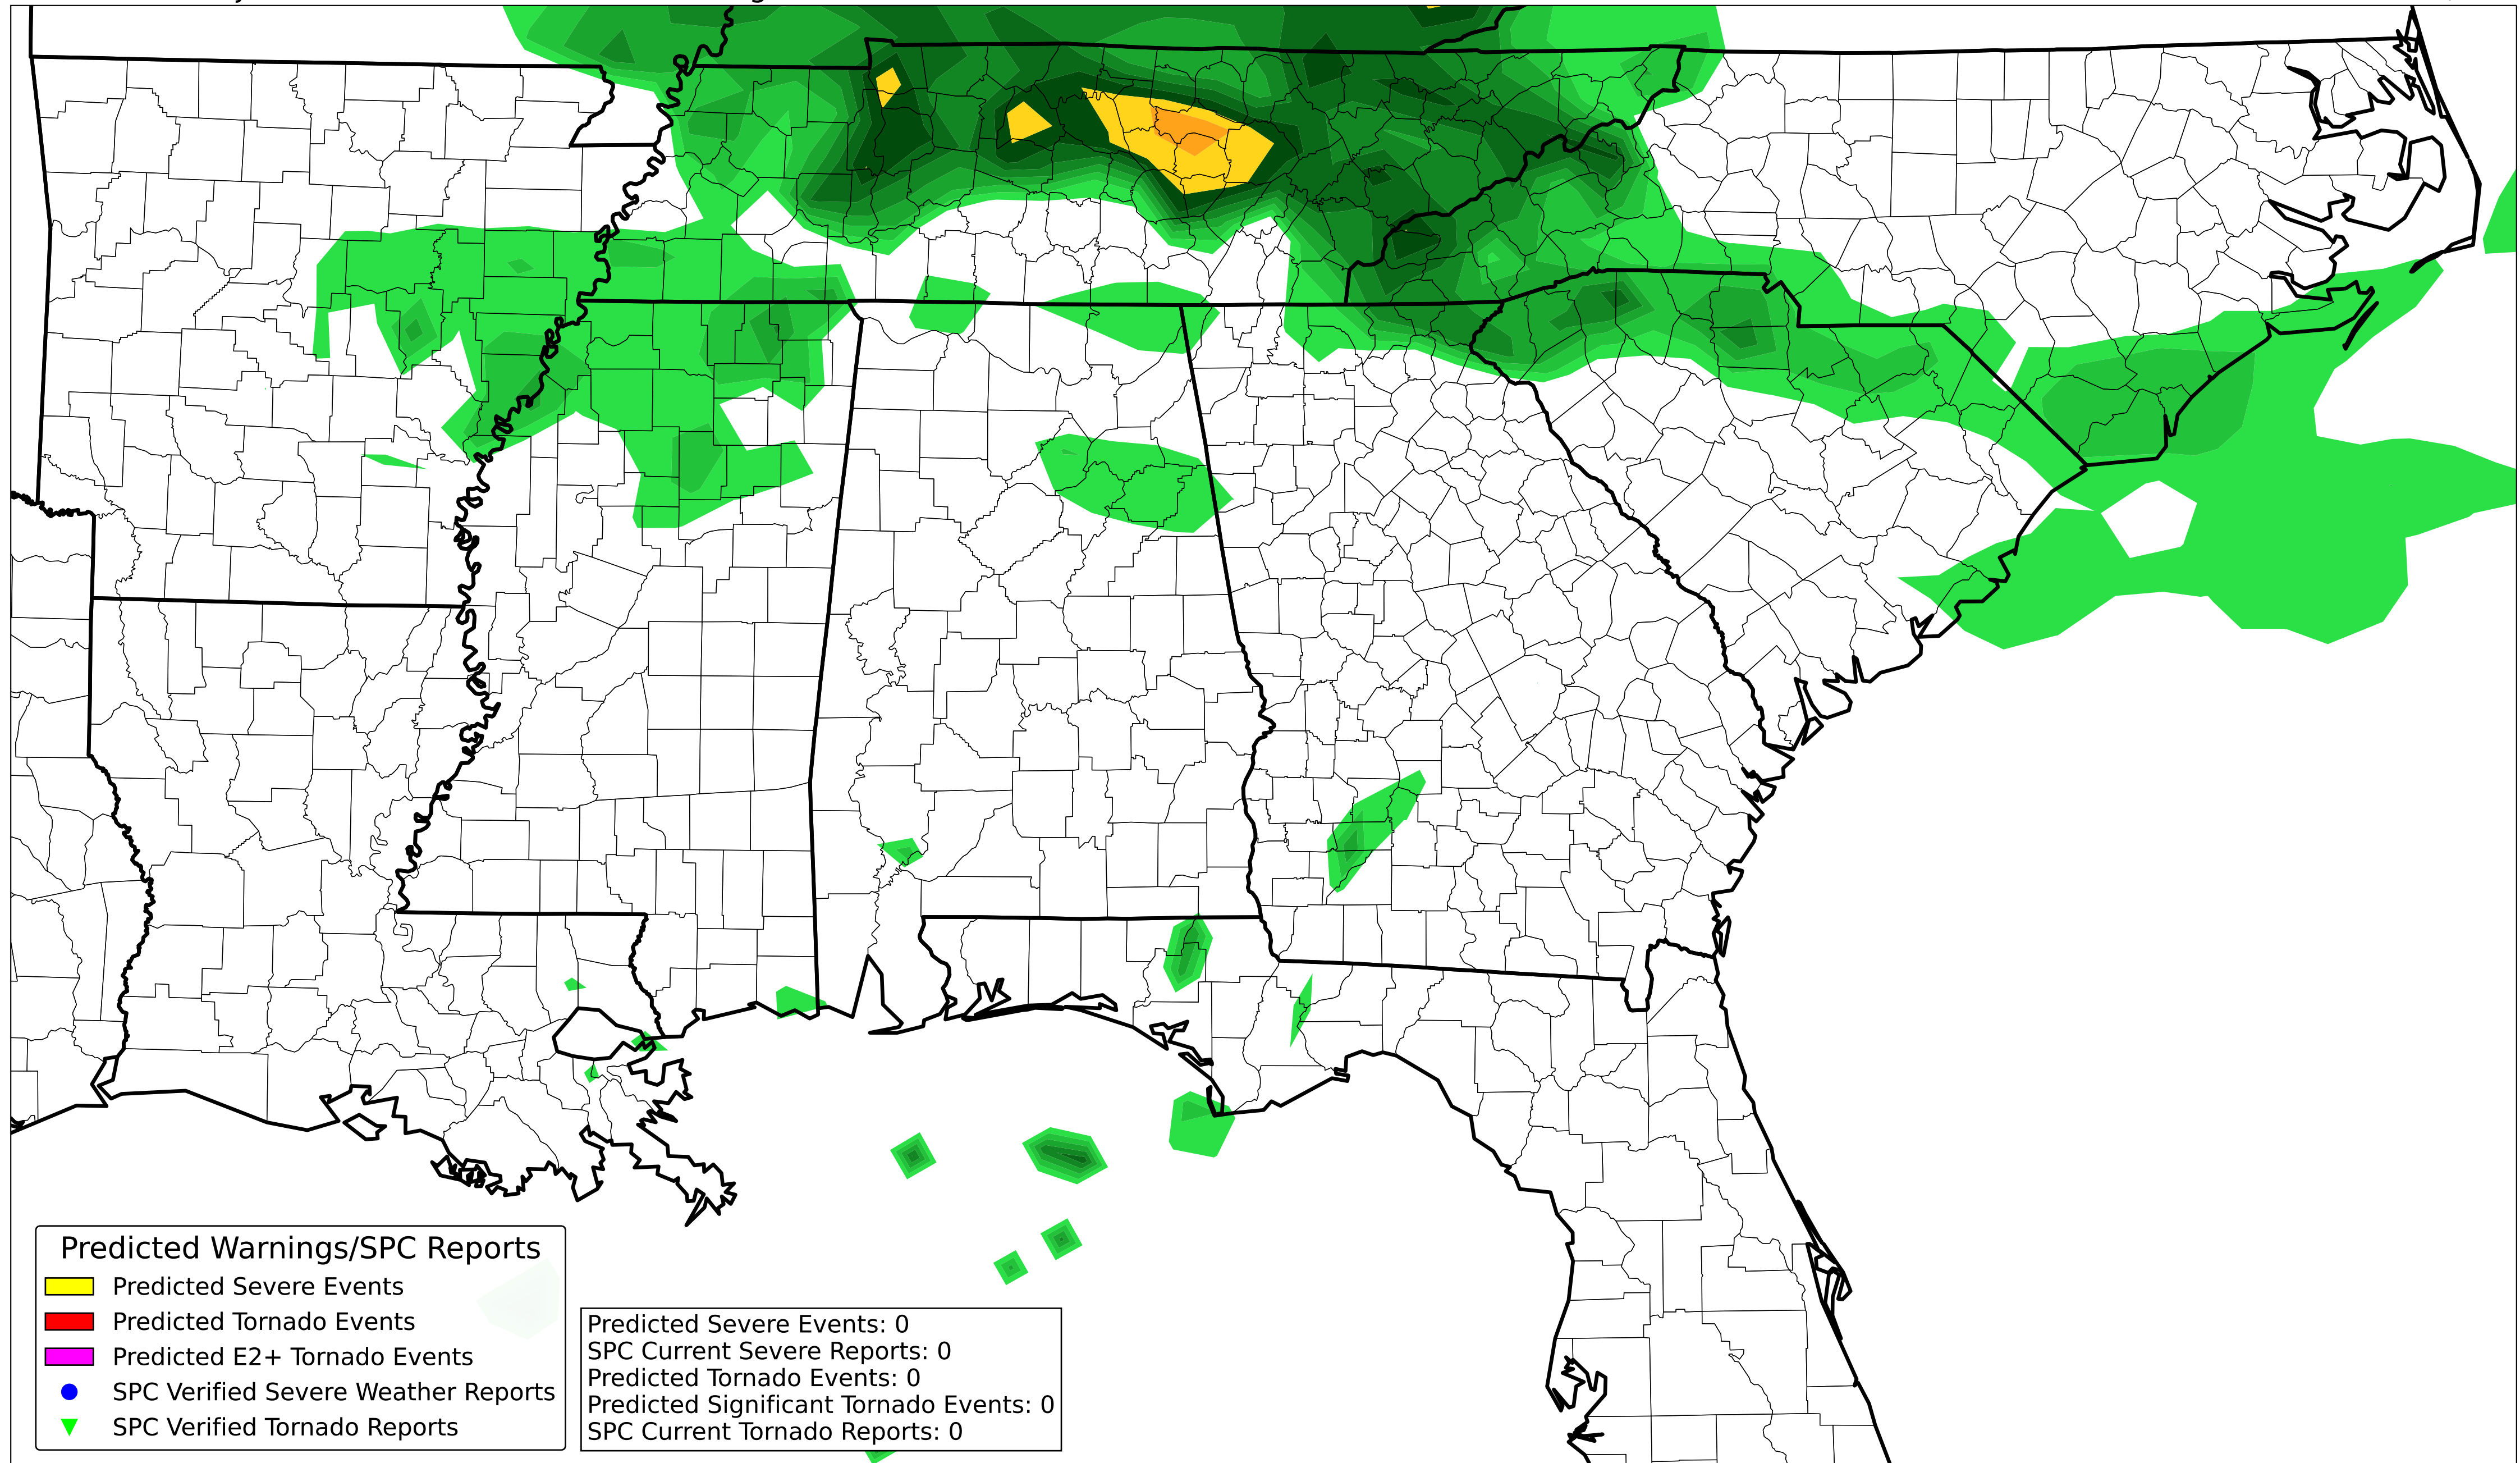 Predicted Warnings/SPC Reports
Predicted Severe Events
Predicted Tornado Events
Predicted E2+ Tornado Events
SPC Verified Severe Weather Reports
SPC Verified Tornado Reports
Predicted Severe Events: 0
SPC Current Severe Reports: 0
Predicted Tornado Events: 0
Predicted Significant Tornado Events: 0
SPC Current Tornado Reports: 0